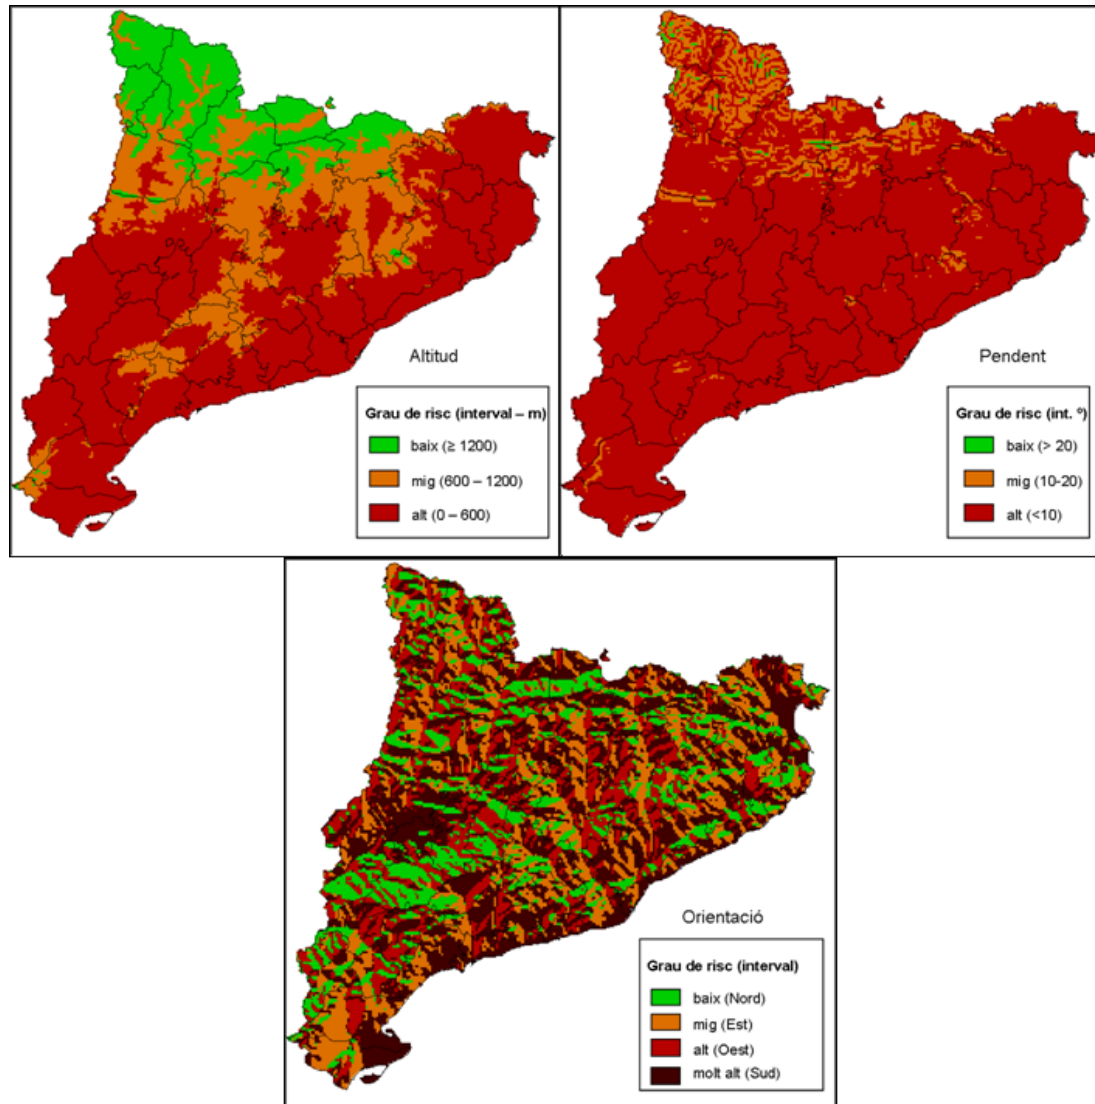 Altitud
Grau de risc (interval – m)
baix (≥ 1200)
mig (600 – 1200)
alt (0 – 600)
Pendent
Grau de risc (int. º)
baix (> 20)
mig (10-20)
alt (<10)
Orientació
Grau de risc (interval)
baix (Nord)
mig (Est)
alt (Oest)
molt alt (Sud)